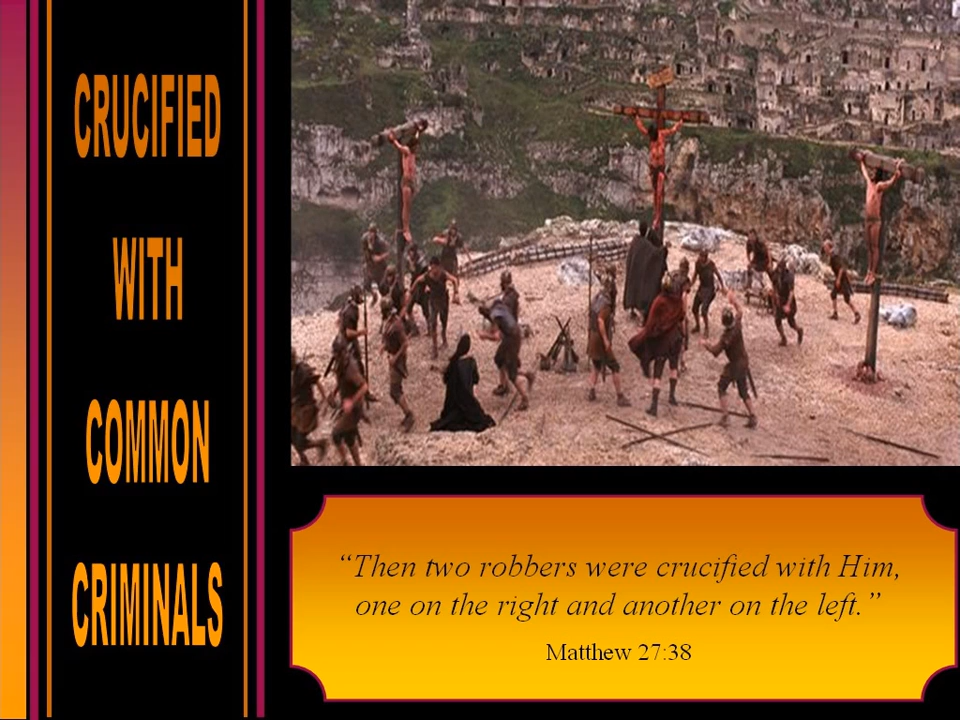 CRUCIFIED
WITH
COMMON
CRIMINALS
“Then two robbers were crucified with Him,
one on the right and another on the left.”
Matthew 27:38